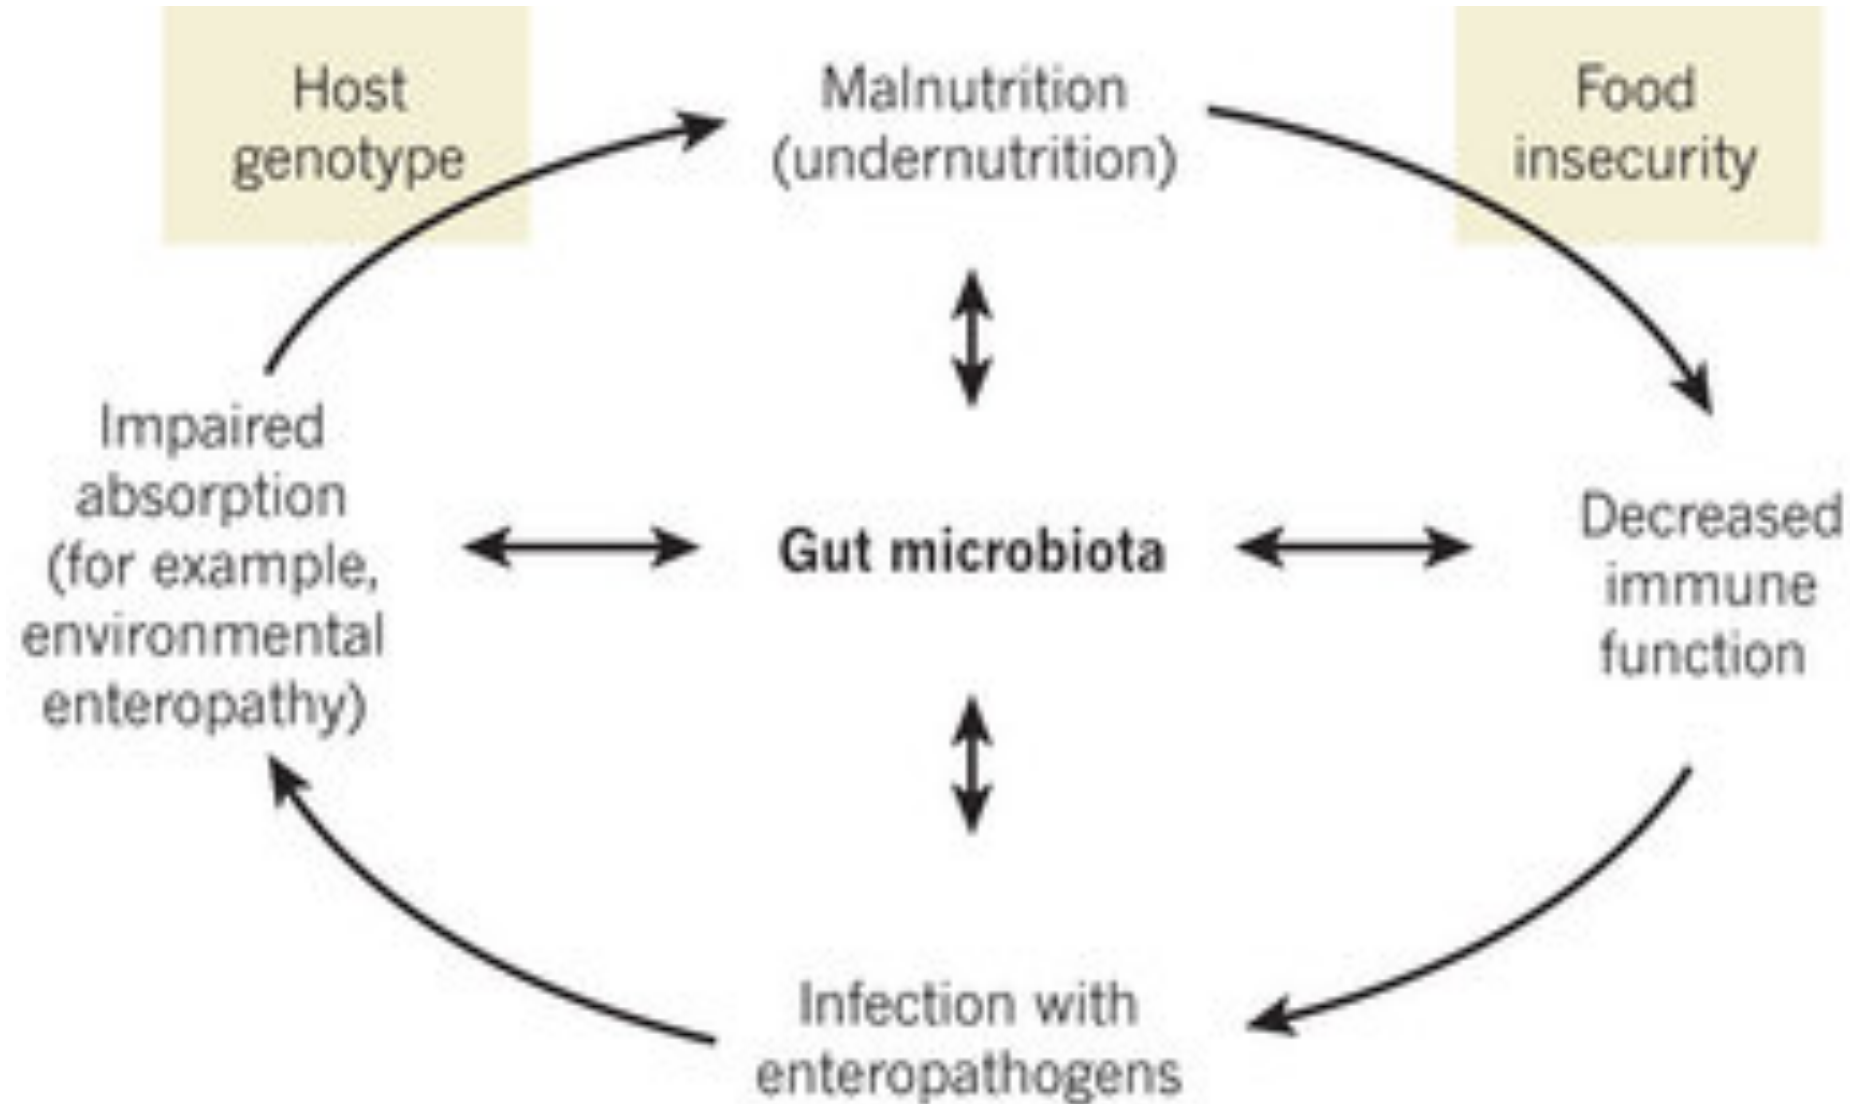 Host
genotype
Malnutrition
(undernutrition)
Food
insecurity
Impaired
absorption
(for example,
environmental
enteropathy)
Gut microbiota
Decreased
immune
function
Infection with
enteropathogens